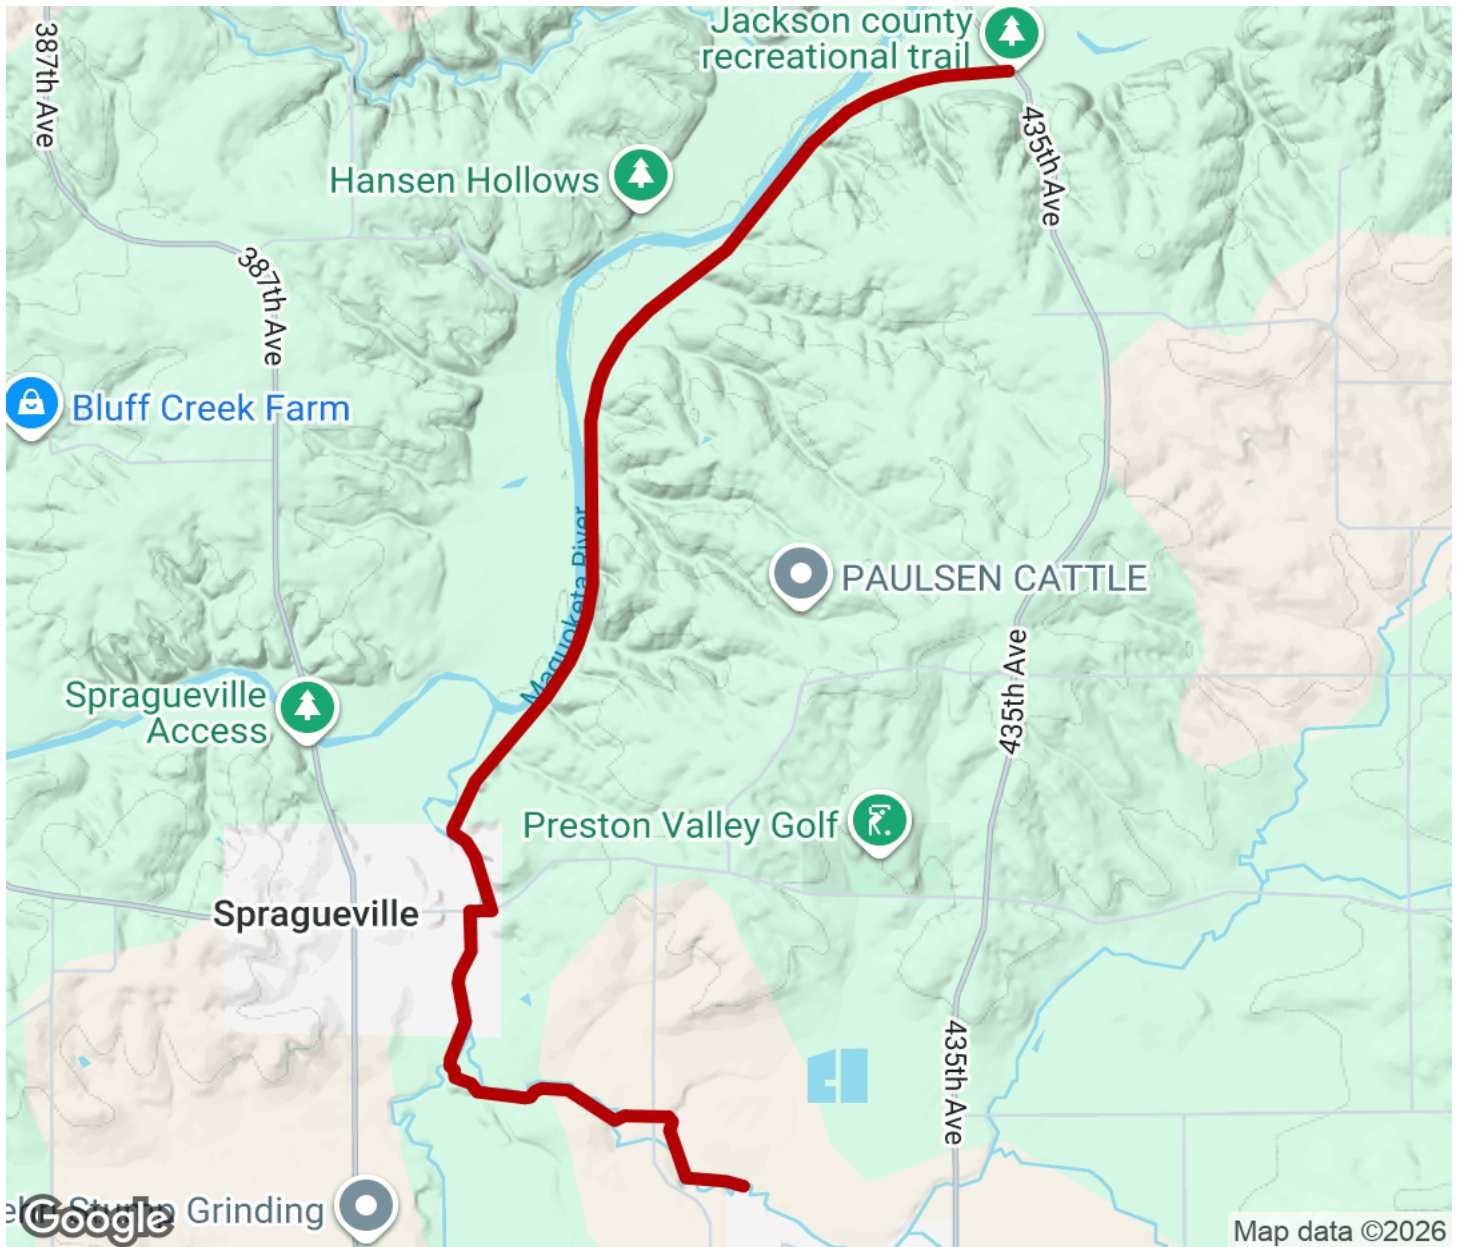 Jackson county
recreational trail
387th Ave
435th Ave
Hansen Hollows
387th Ave
Bluff Creek Farm
Maquoketa River
PAULSEN CATTLE
435th Ave
Spragueville
Access
Preston Valley Golf
Spragueville
435th Ave
Stump Grinding
Google
Map data ©2026